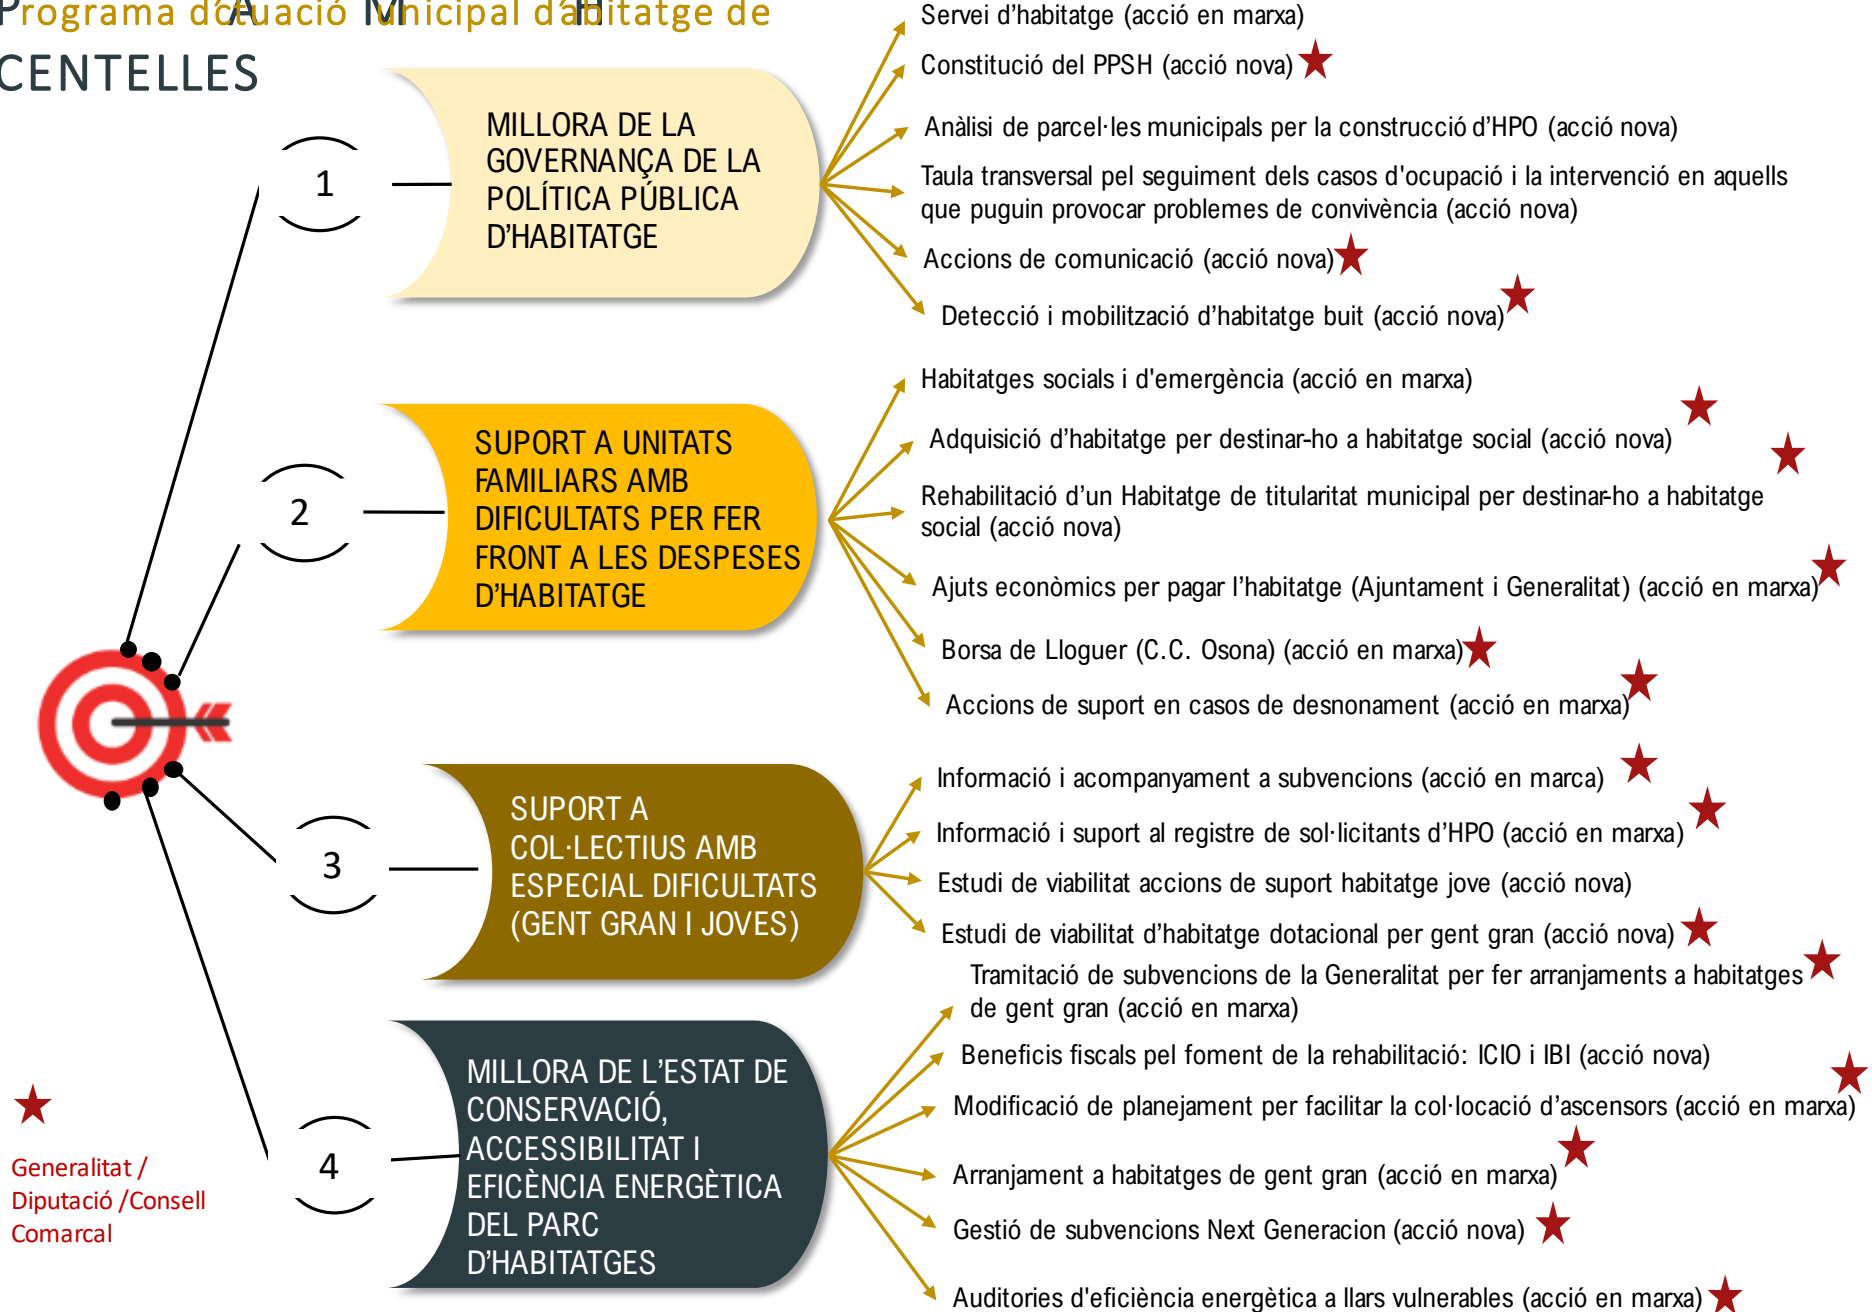 Programa d'actuació Municipal d'habitatge de
CENTELLES
1
MILLORA DE LA
GOVERNANÇA DE LA
POLÍTICA PÚBLICA
D'HABITATGE
Servei d'habitatge (acció en marxa)
Constitució del PPSH (acció nova)
Anàlisi de parcel·les municipals per la construcció d'HPO (acció nova)
Taula transversal pel seguiment dels casos d'ocupació i la intervenció en aquells
que puguin provocar problemes de convivència (acció nova)
Accions de comunicació (acció nova)
Detecció i mobilització d'habitatge buit (acció nova)
2
SUPORT A UNITATS
FAMILIARS AMB
DIFICULTATS PER FER
FRONT A LES DESPESES
D'HABITATGE
Habitatges socials i d'emergència (acció en marxa)
Adquisició d'habitatge per destinar-ho a habitatge social (acció nova)
Rehabilitació d'un Habitatge de titularitat municipal per destinar-ho a habitatge
social (acció nova)
Ajuts econòmics per pagar l'habitatge (Ajuntament i Generalitat) (acció en marxa)
Borsa de Lloguer (C.C. Osona) (acció en marxa)
Accions de suport en casos de desnonament (acció en marxa)
3
SUPORT A
COL·LECTIUS AMB
ESPECIAL DIFICULTATS
(GENT GRAN I JOVES)
Informació i acompanyament a subvencions (acció en marca)
Informació i suport al registre de sol·licitants d'HPO (acció en marxa)
Estudi de viabilitat accions de suport habitatge jove (acció nova)
Estudi de viabilitat d'habitatge dotacional per gent gran (acció nova)
4
MILLORA DE L'ESTAT DE
CONSERVACIÓ,
ACCESSIBILITAT I
EFICÈNCIA ENERGÈTICA
DEL PARC
D'HABITATGES
Tramitació de subvencions de la Generalitat per fer arranjaments a habitatges
de gent gran (acció en marxa)
Beneficis fiscals pel foment de la rehabilitació: ICIO i IBI (acció nova)
Modificació de planejament per facilitar la col·locació d'ascensors (acció en marxa)
Arranjament a habitatges de gent gran (acció en marxa)
Gestió de subvencions Next Generacion (acció nova)
Auditories d'eficiència energètica a llars vulnerables (acció en marxa)
Generalitat /
Diputació /Consell
Comarcal